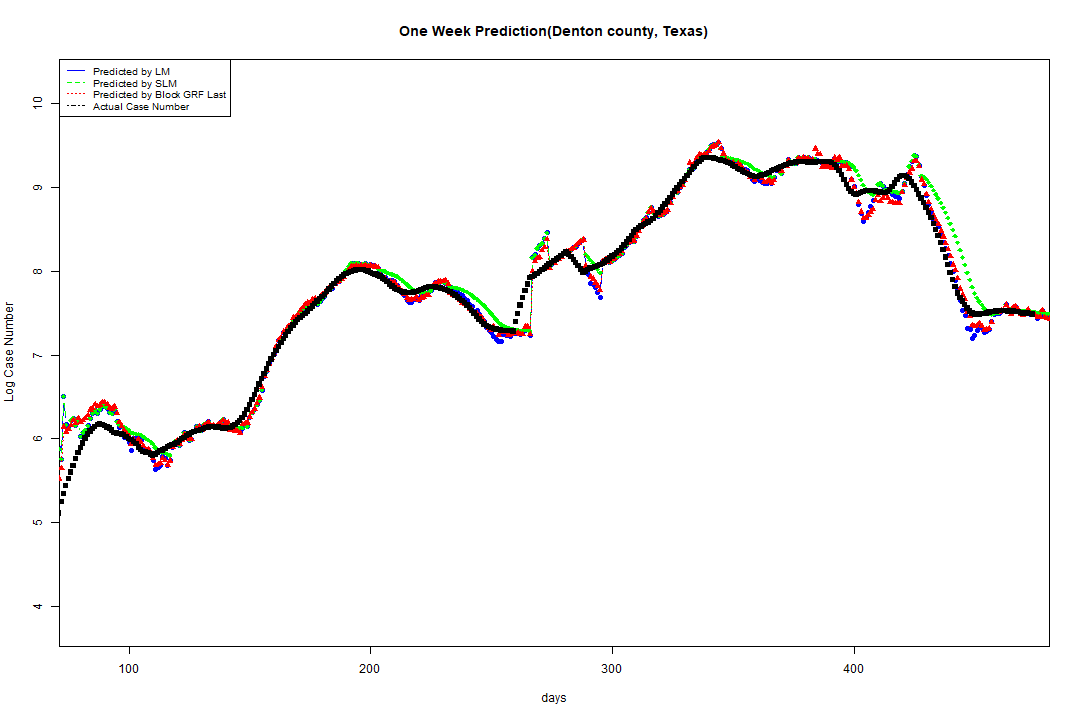 One Week Prediction(Denton county, Texas)
Predicted by LM
Predicted by SLM
Predicted by Block GRF Last
Actual Case Number
10
9
8
7
6
5
4
Log Case Number
100
200
300
400
days